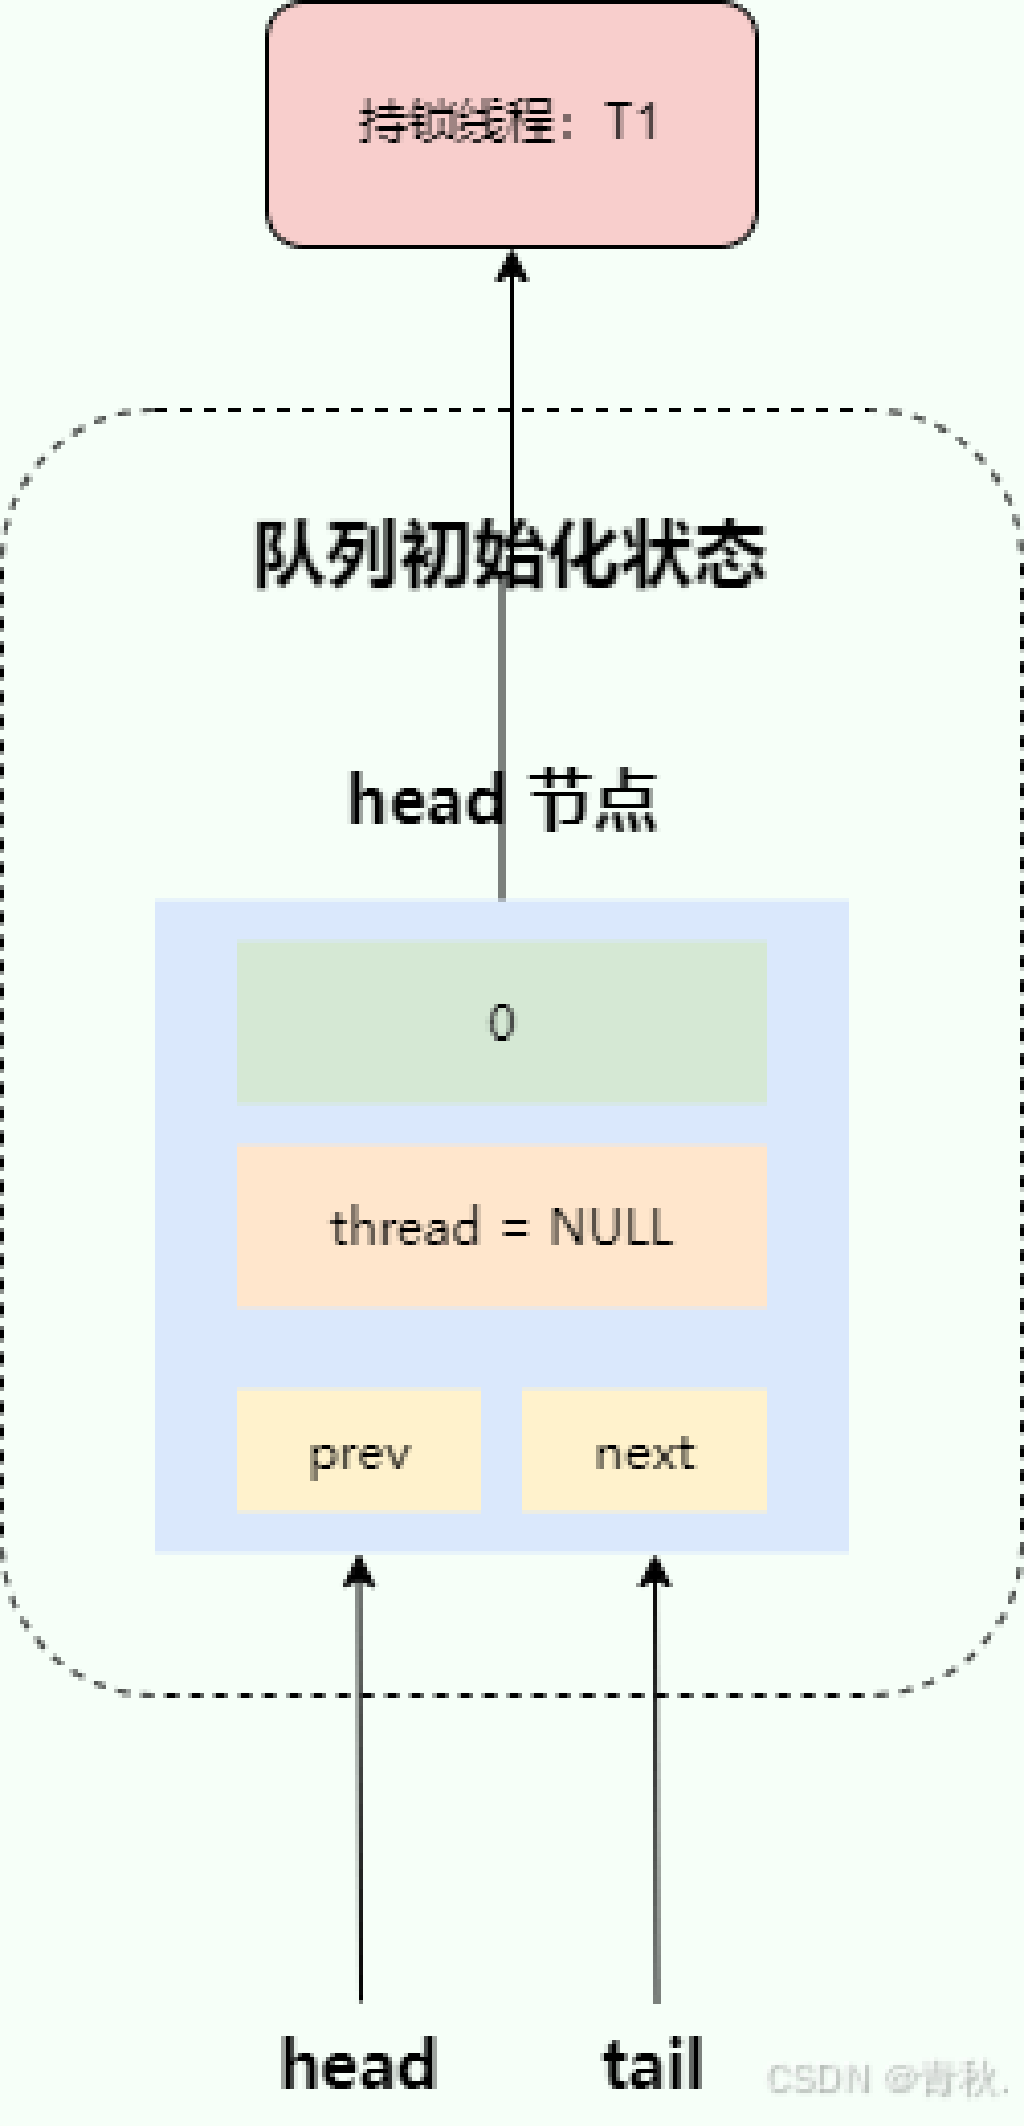 持锁线程：T1
队列初始化状态
head 节点
0
thread = NULL
prev next
head tail
CSDN @青秋.